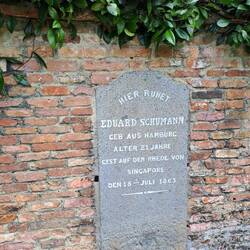 HIER RUHET
EDUARD SCHUMANN
GEB AUS HAMBURG
ALTER 21 JAHRE
GEST AUF DER RHEDE VON
SINGAPORE
DEN 18TEN JULI 1863